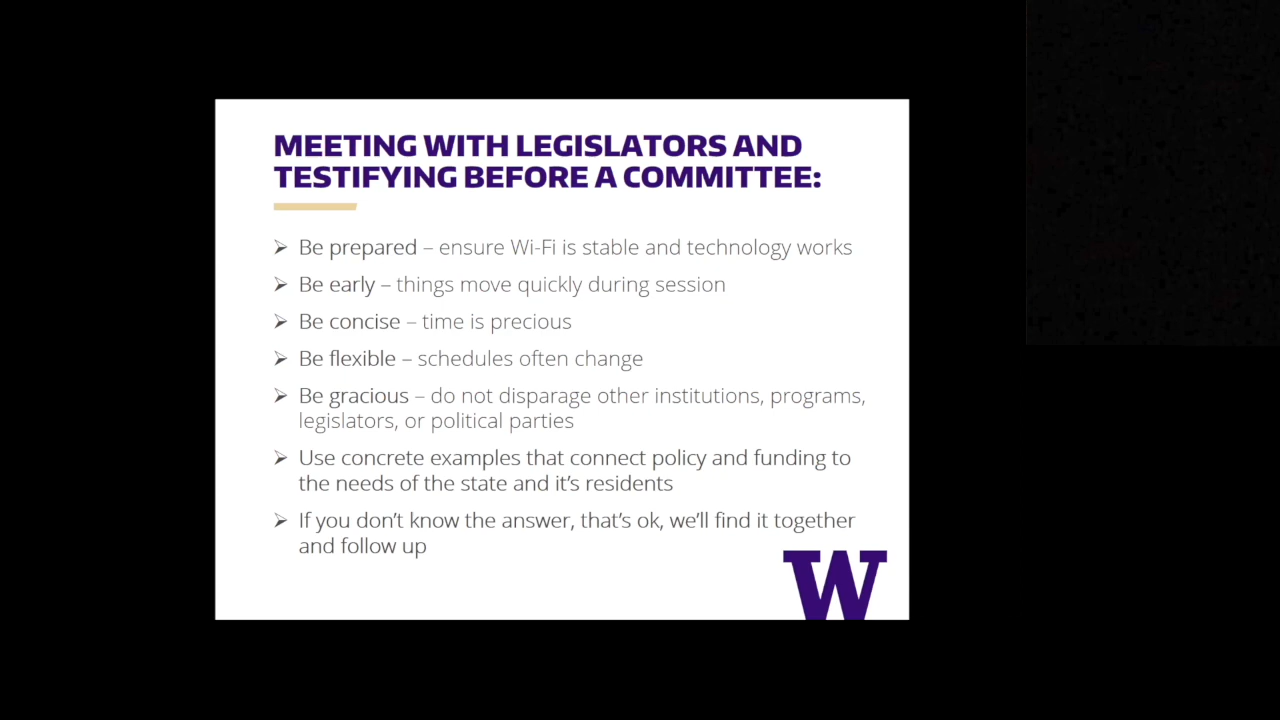 MEETING WITH LEGISLATORS AND
TESTIFYING BEFORE A COMMITTEE:
➢ Be prepared – ensure Wi-Fi is stable and technology works
➢ Be early – things move quickly during session
➢ Be concise – time is precious
➢ Be flexible – schedules often change
➢ Be gracious – do not disparage other institutions, programs,
legislators, or political parties
➢ Use concrete examples that connect policy and funding to
the needs of the state and it's residents
➢ If you don't know the answer, that's ok, we'll find it together
and follow up
W